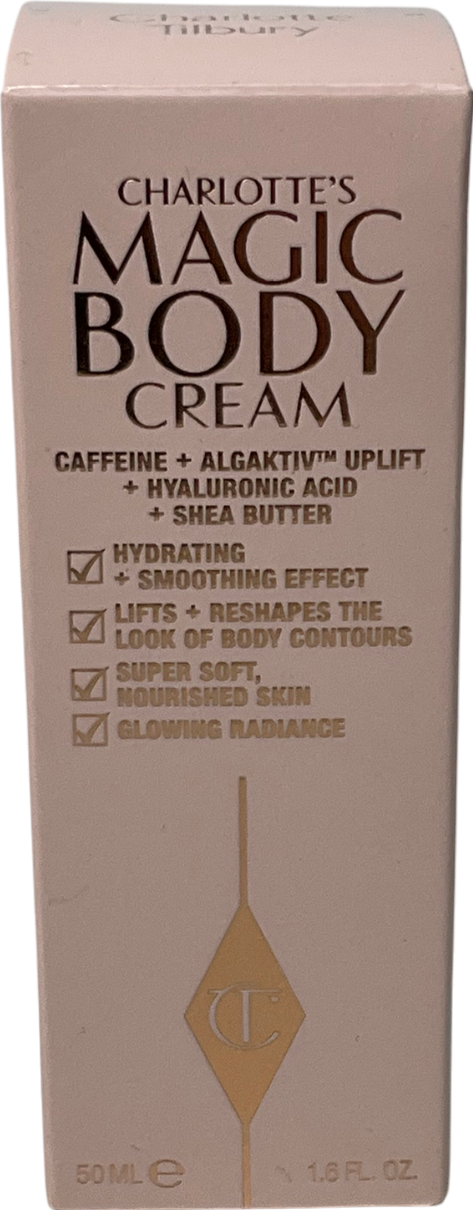 Charlotte
Tilbury
CHARLOTTE'S
MAGIC
BODY
CREAM
CAFFEINE + ALGAKTIV™ UPLIFT
+ HYALURONIC ACID
+ SHEA BUTTER
HYDRATING
+ SMOOTHING EFFECT
LIFTS + RESHAPES THE
LOOK OF BODY CONTOURS
SUPER SOFT,
NOURISHED SKIN
GLOWING RADIANCE
CT
50 ML ℮ 1.6 FL. OZ.